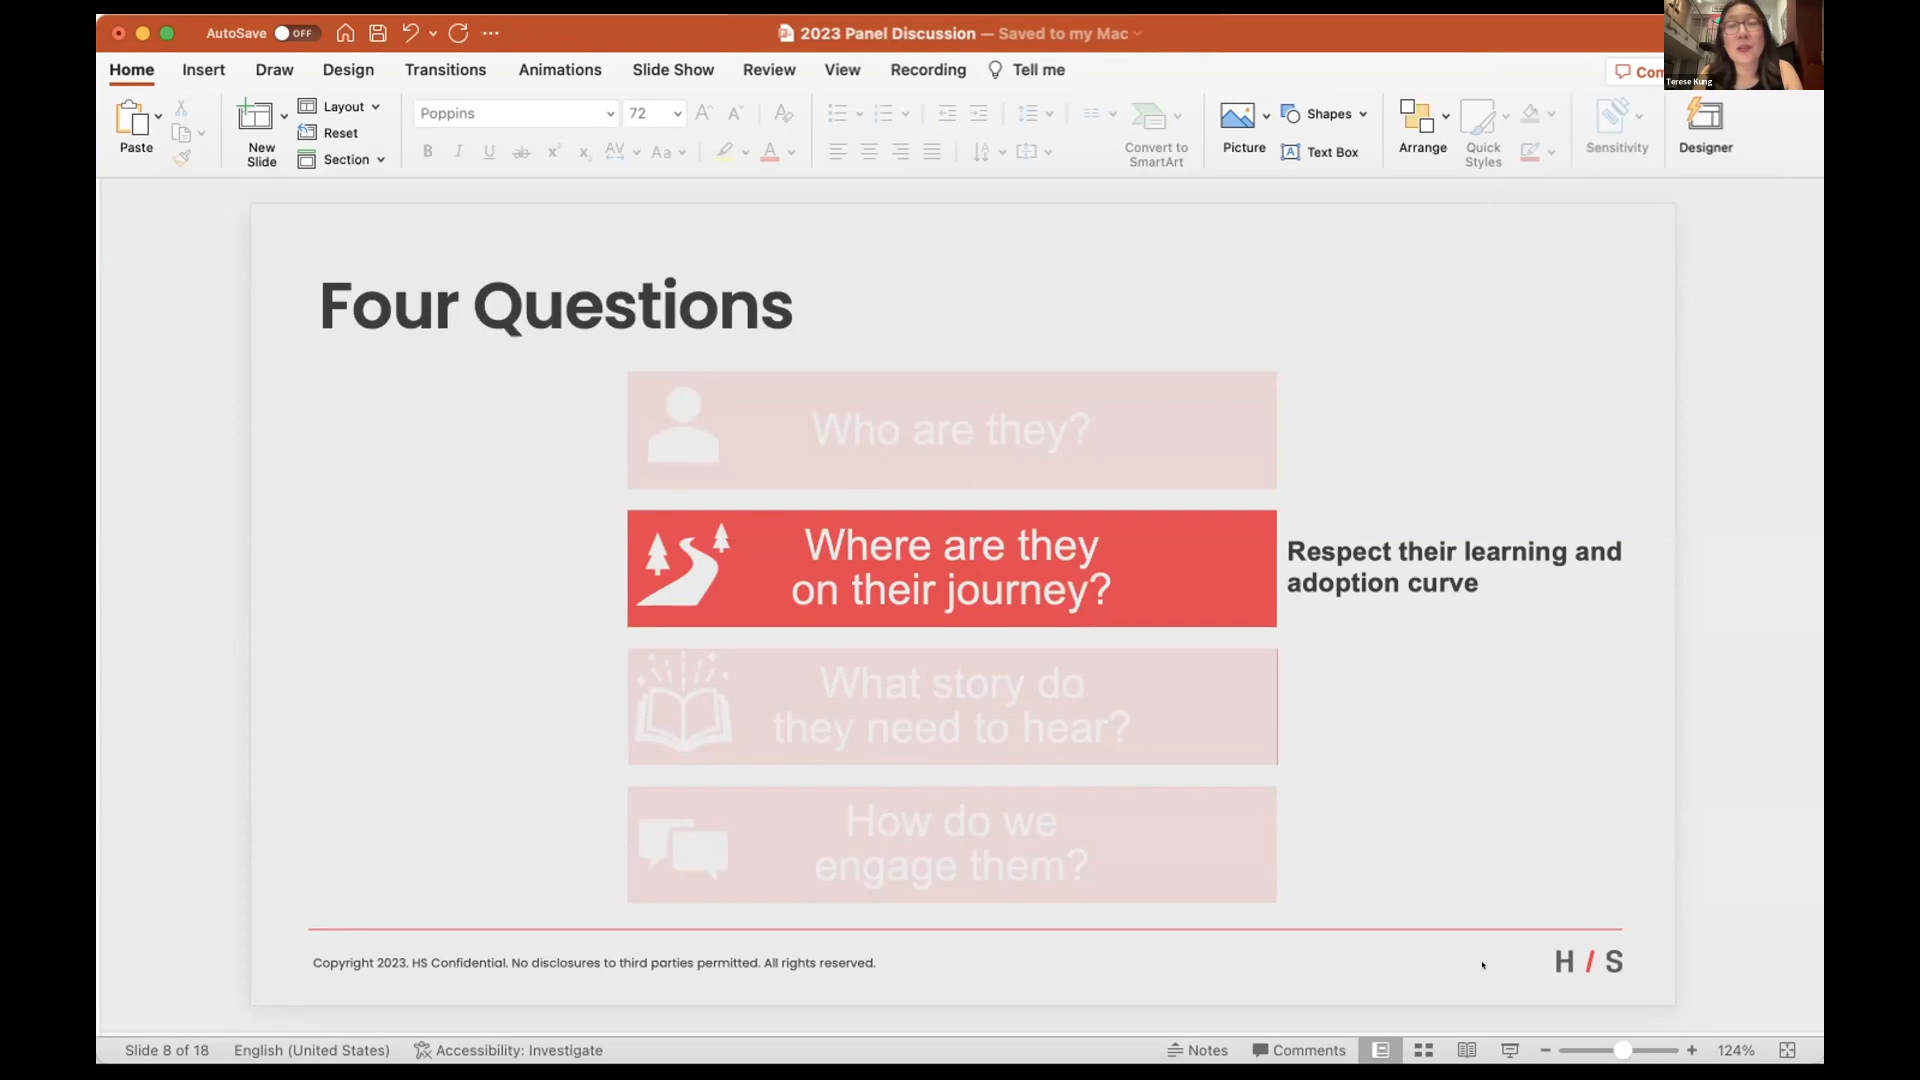 AutoSave OFF
2023 Panel Discussion — Saved to my Mac
Terese Kung
Home Insert Draw Design Transitions Animations Slide Show Review View Recording Tell me
Paste
New
Slide
Layout
Reset
Section
Poppins 72
Convert to
SmartArt
Picture
Shapes
Text Box
Arrange
Quick
Styles
Sensitivity
Designer
Four Questions
Who are they?
Where are they
on their journey?
Respect their learning and
adoption curve
What story do
they need to hear?
How do we
engage them?
Copyright 2023. HS Confidential. No disclosures to third parties permitted. All rights reserved.
H / S
Slide 8 of 18 English (United States) Accessibility: Investigate Notes Comments 124%